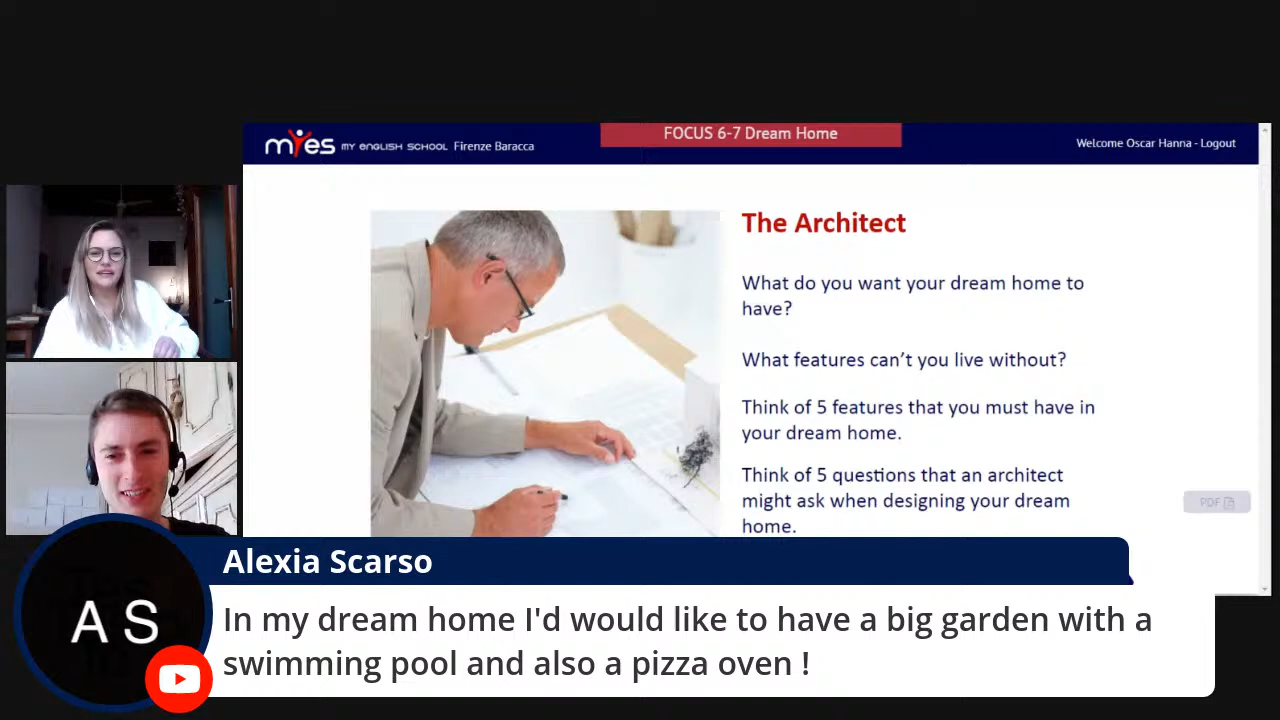 FOCUS 6-7 Dream Home
myes MY ENGLISH SCHOOL Firenze Baracca
Welcome Oscar Hanna - Logout
The Architect
What do you want your dream home to
have?
What features can't you live without?
Think of 5 features that you must have in
your dream home.
Think of 5 questions that an architect
might ask when designing your dream
home.
PDF
Alexia Scarso
A S
In my dream home I'd would like to have a big garden with a
swimming pool and also a pizza oven !